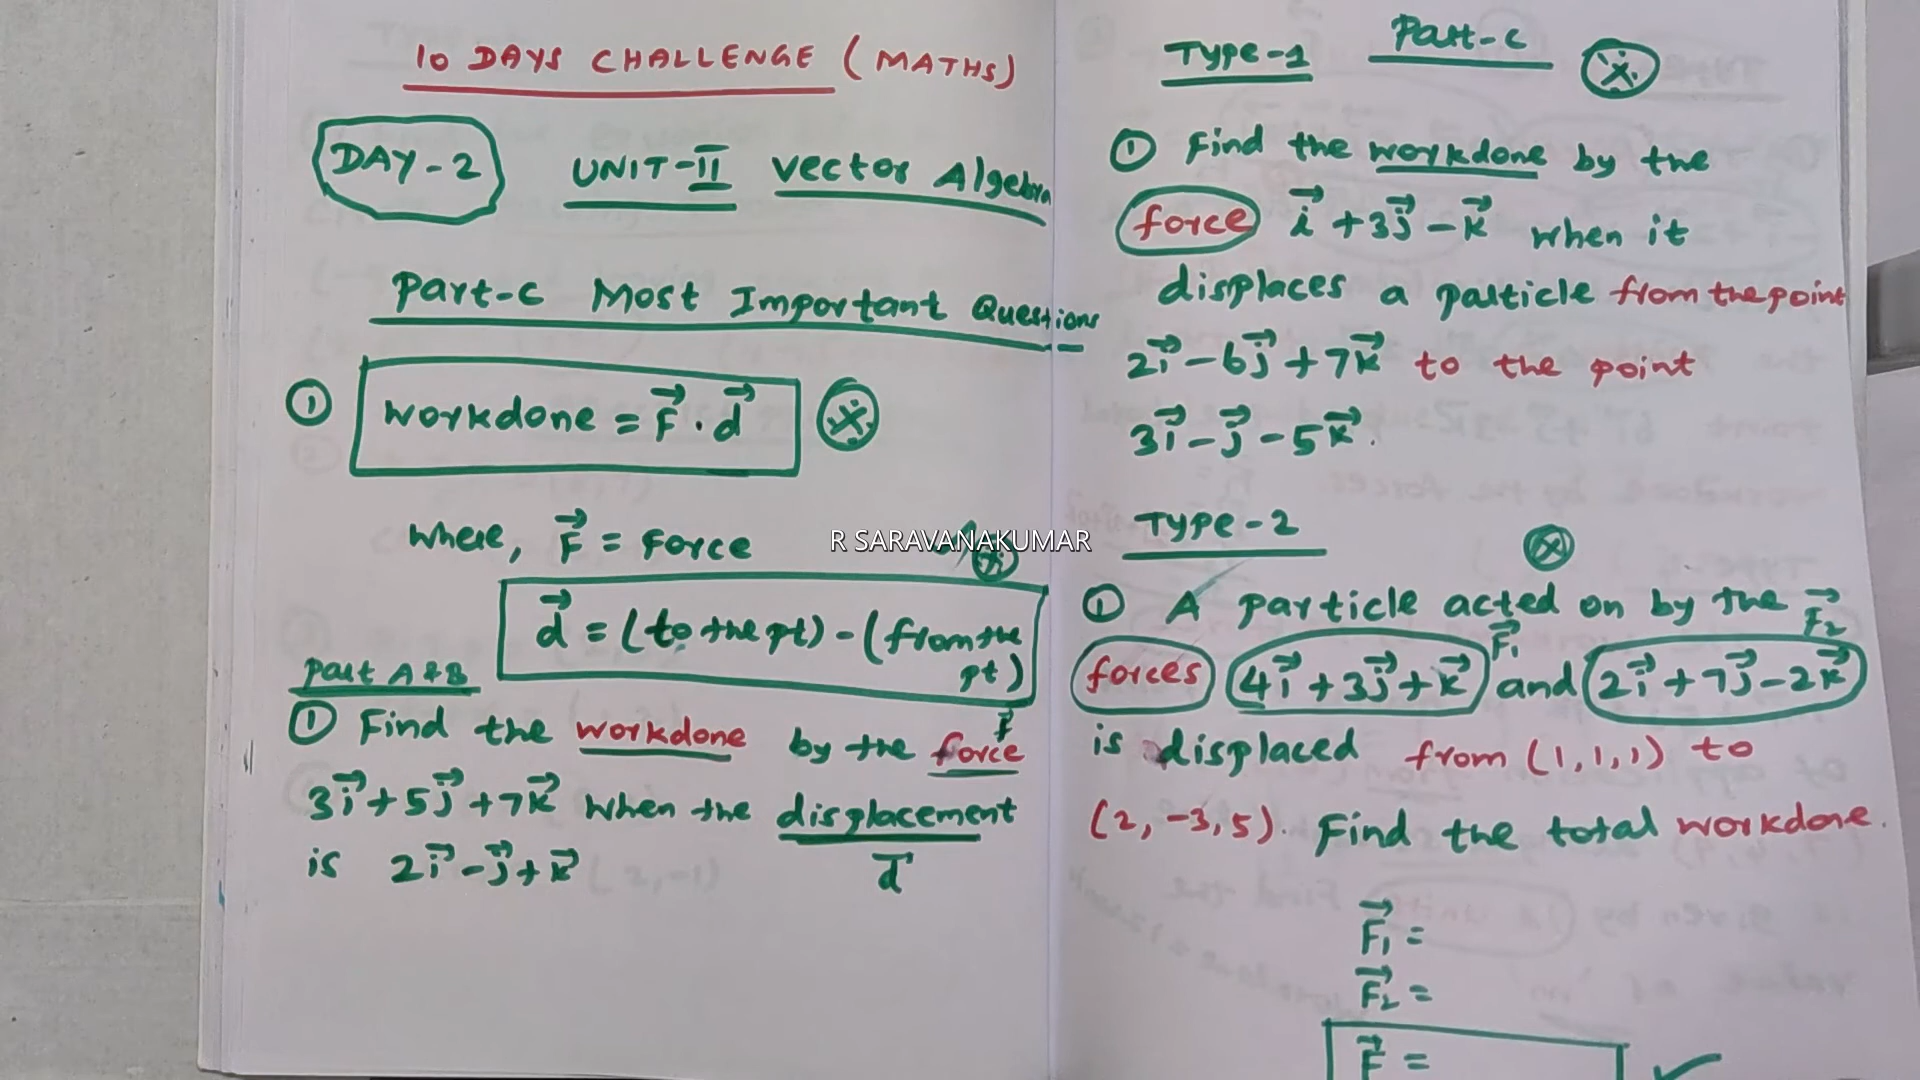 10 DAYS CHALLENGE (MATHS)
DAY-2 UNIT-II Vector Algebra
Part-C Most Important Questions
① Workdone = F⃗ . d⃗
Where, F⃗ = Force
d⃗ = (to the pt) - (from the
pt)
Part A & B
① Find the workdone by the force F⃗
3i⃗ + 5j⃗ + 7k⃗ when the displacement
is 2i⃗ - j⃗ + k⃗ d⃗
R SARAVANAKUMAR
Type-1 Part-C
① Find the workdone by the
force i⃗ + 3j⃗ - k⃗ when it
displaces a particle from the point
2i⃗ - 6j⃗ + 7k⃗ to the point
3i⃗ - j⃗ - 5k⃗.
Type-2
① A particle acted on by the
forces 4i⃗ + 3j⃗ + k⃗ F⃗₁ and 2i⃗ + 7j⃗ - 2k⃗ F⃗₂
is displaced from (1,1,1) to
(2,-3,5). Find the total workdone.
F⃗₁ =
F⃗₂ =
F⃗ =